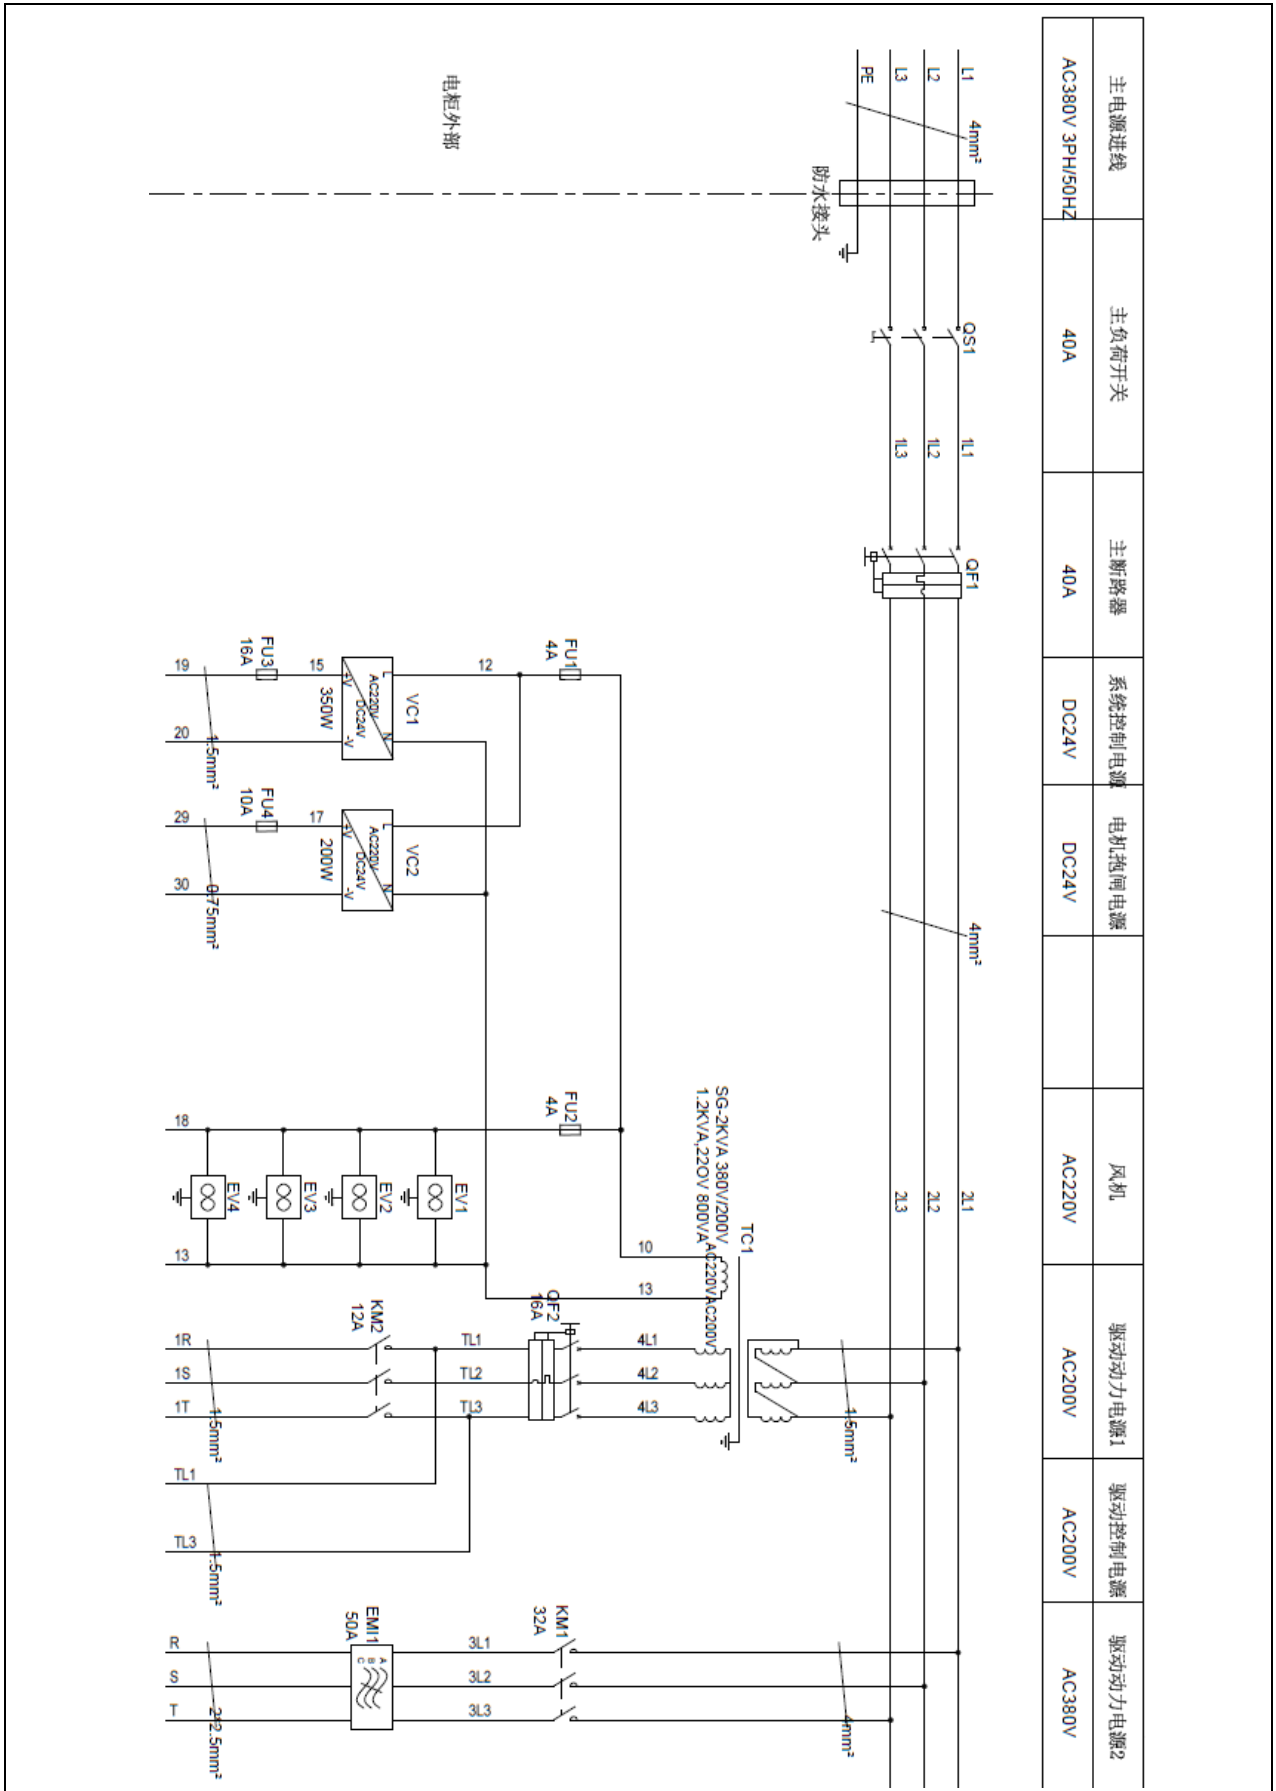 主电源进线
AC380V 3PH/50HZ
主负荷开关
40A
主断路器
40A
系统控制电源
DC24V
电机抱闸电源
DC24V
风机
AC220V
驱动动力电源1
AC200V
驱动控制电源
AC200V
驱动动力电源2
AC380V
L1
L2
L3
PE
4mm²
电柜外部
防水接头
QS1
1L1
1L2
1L3
QF1
4mm²
2L1
2L2
2L3
FU1
4A
12
VC1
L
N
AC220V
DC24V
+V
-V
350W
15
FU3
16A
19
20
1.5mm²
VC2
L
N
AC220V
DC24V
+V
-V
200W
17
FU4
10A
29
30
0.75mm²
FU2
4A
18
EV1
EV2
EV3
EV4
13
TC1
SG-2KVA 380V/200V
1.2KVA,220V 800VA
AC220V
AC200V
10
13
1.5mm²
4L1
4L2
4L3
QF2
16A
TL1
TL2
TL3
KM2
12A
1R
1S
1T
1.5mm²
TL1
TL3
1.5mm²
4mm²
KM1
32A
3L1
3L2
3L3
EMI1
50A
A
B
C
R
S
T
2*2.5mm²